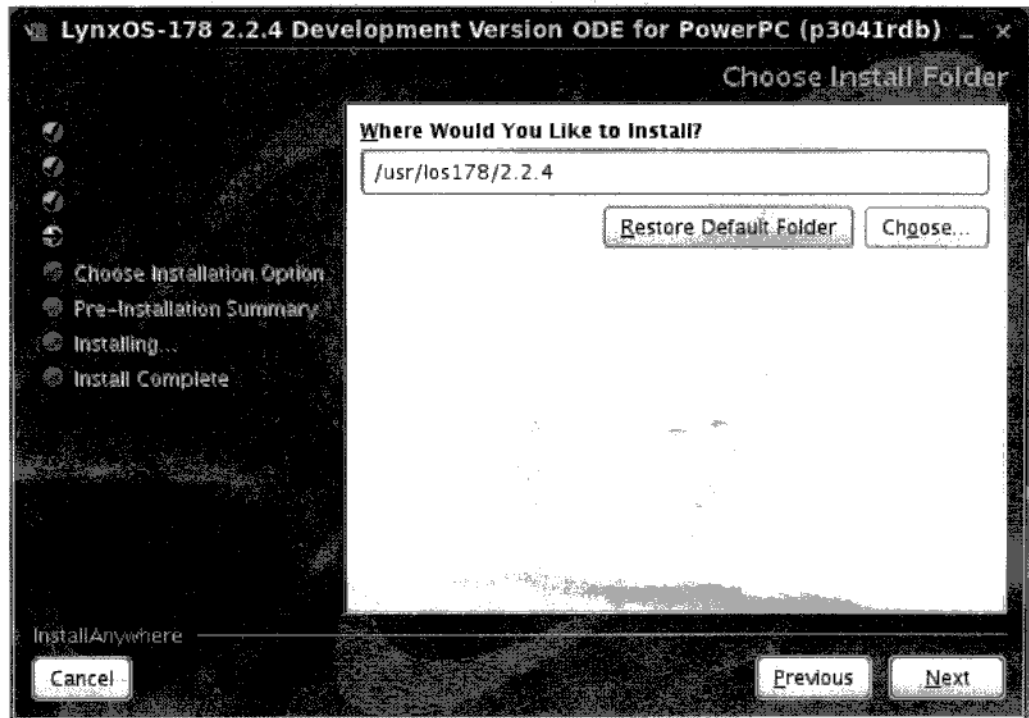 LynxOS-178 2.2.4 Development Version ODE for PowerPC (p3041rdb)
Choose Install Folder
Where Would You Like to Install?
/usr/los178/2.2.4
Restore Default Folder
Choose...
Choose Installation Option
Pre-Installation Summary
Installing...
Install Complete
InstallAnywhere
Cancel
Previous
Next